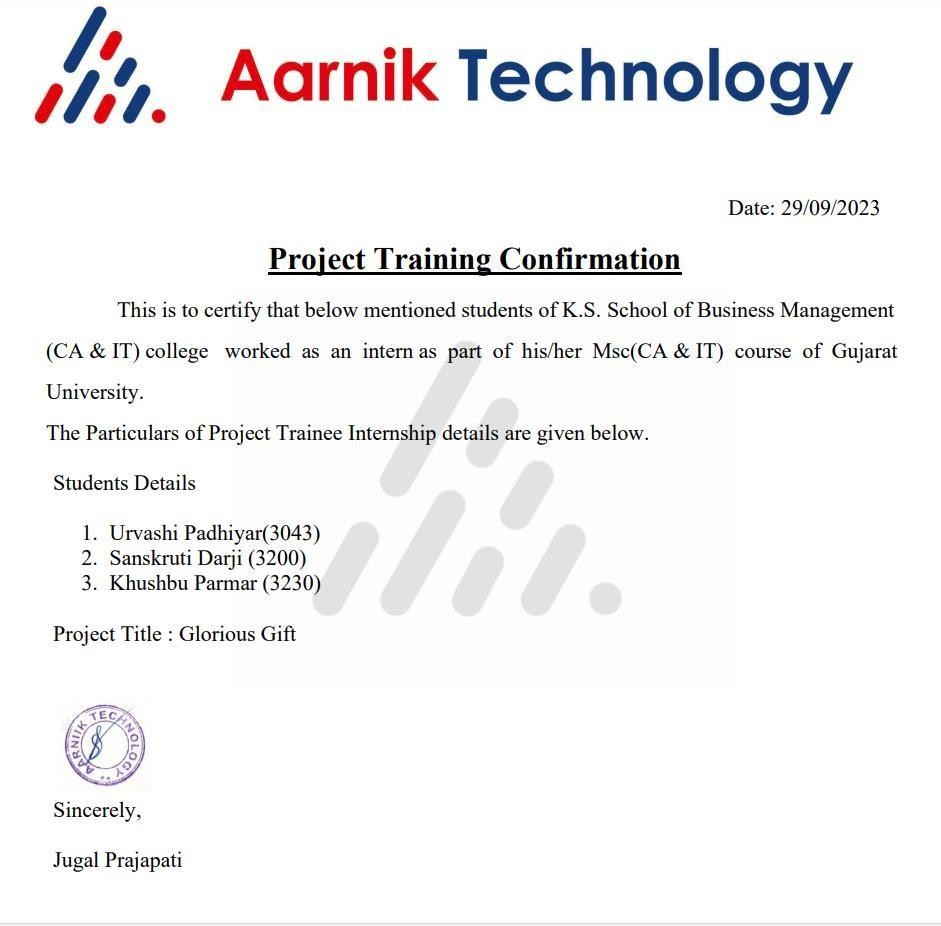 Aarnik Technology
Date: 29/09/2023
Project Training Confirmation
This is to certify that below mentioned students of K.S. School of Business Management
(CA & IT) college worked as an intern as part of his/her Msc(CA & IT) course of Gujarat
University.
The Particulars of Project Trainee Internship details are given below.
Students Details
1. Urvashi Padhiyar(3043)
2. Sanskruti Darji (3200)
3. Khushbu Parmar (3230)
Project Title : Glorious Gift
AARNIIK TECHNOLOGY **
Sincerely,
Jugal Prajapati